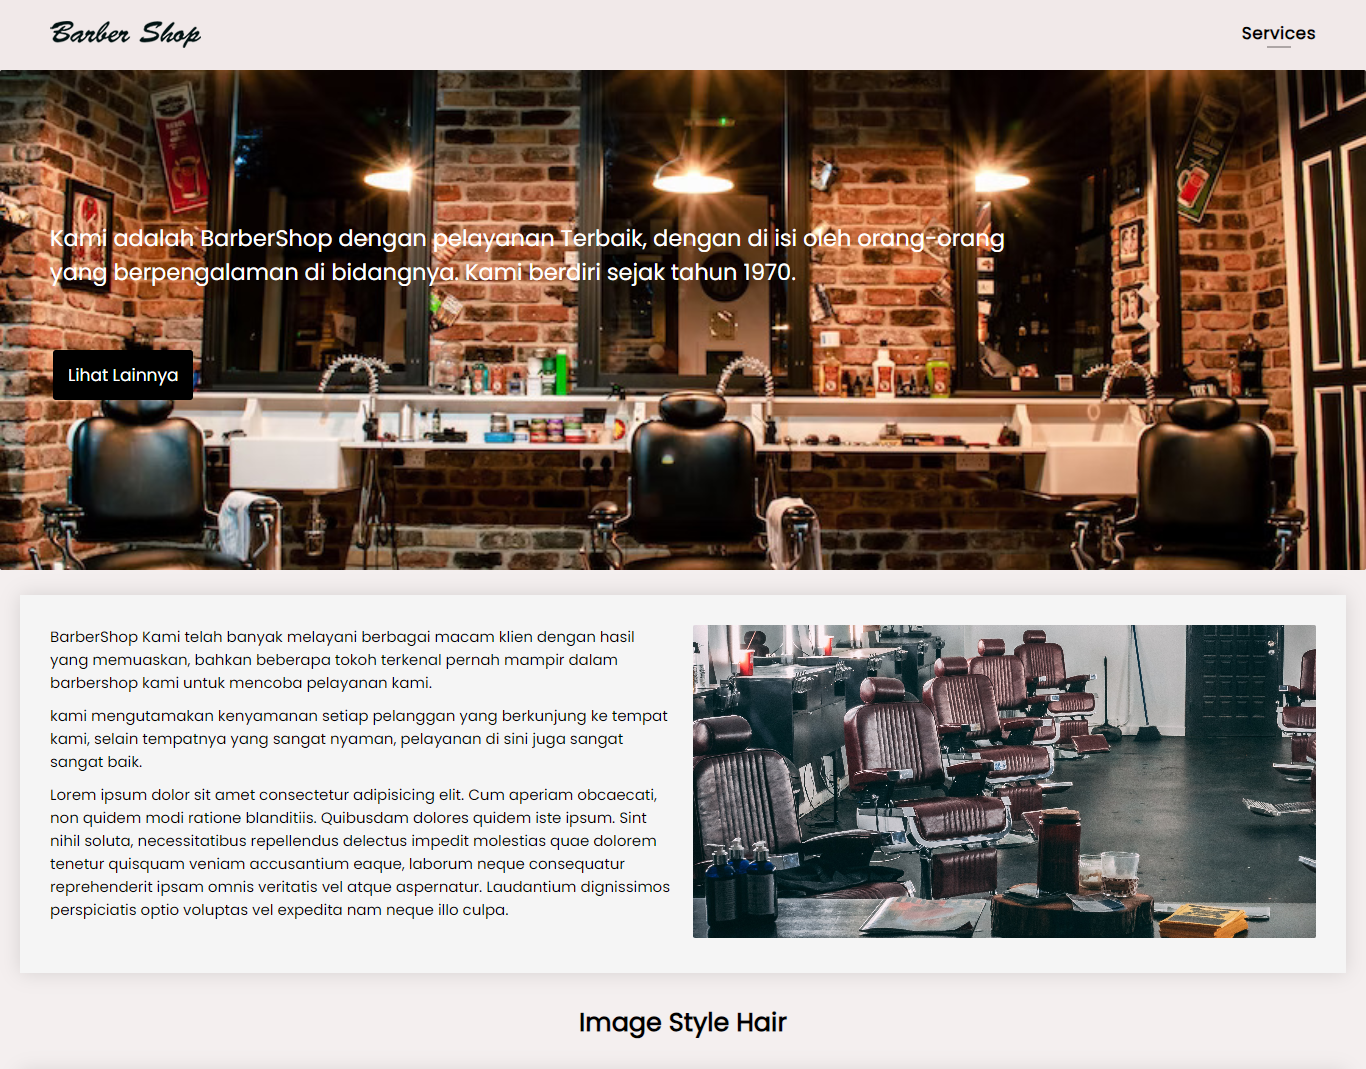 Barber Shop
Services
Kami adalah BarberShop dengan pelayanan Terbaik, dengan di isi oleh orang-orang
yang berpengalaman di bidangnya. Kami berdiri sejak tahun 1970.
Lihat Lainnya
BarberShop Kami telah banyak melayani berbagai macam klien dengan hasil
yang memuaskan, bahkan beberapa tokoh terkenal pernah mampir dalam
barbershop kami untuk mencoba pelayanan kami.
kami mengutamakan kenyamanan setiap pelanggan yang berkunjung ke tempat
kami, selain tempatnya yang sangat nyaman, pelayanan di sini juga sangat
sangat baik.
Lorem ipsum dolor sit amet consectetur adipisicing elit. Cum aperiam obcaecati,
non quidem modi ratione blanditiis. Quibusdam dolores quidem iste ipsum. Sint
nihil soluta, necessitatibus repellendus delectus impedit molestias quae dolorem
tenetur quisquam veniam accusantium eaque, laborum neque consequatur
reprehenderit ipsam omnis veritatis vel atque aspernatur. Laudantium dignissimos
perspiciatis optio voluptas vel expedita nam neque illo culpa.
Image Style Hair